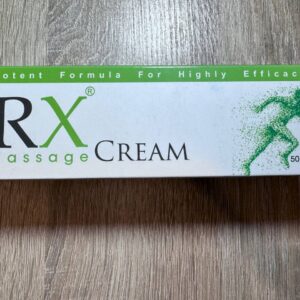 otent Formula For Highly Efficac
RX®
assage CREAM
50